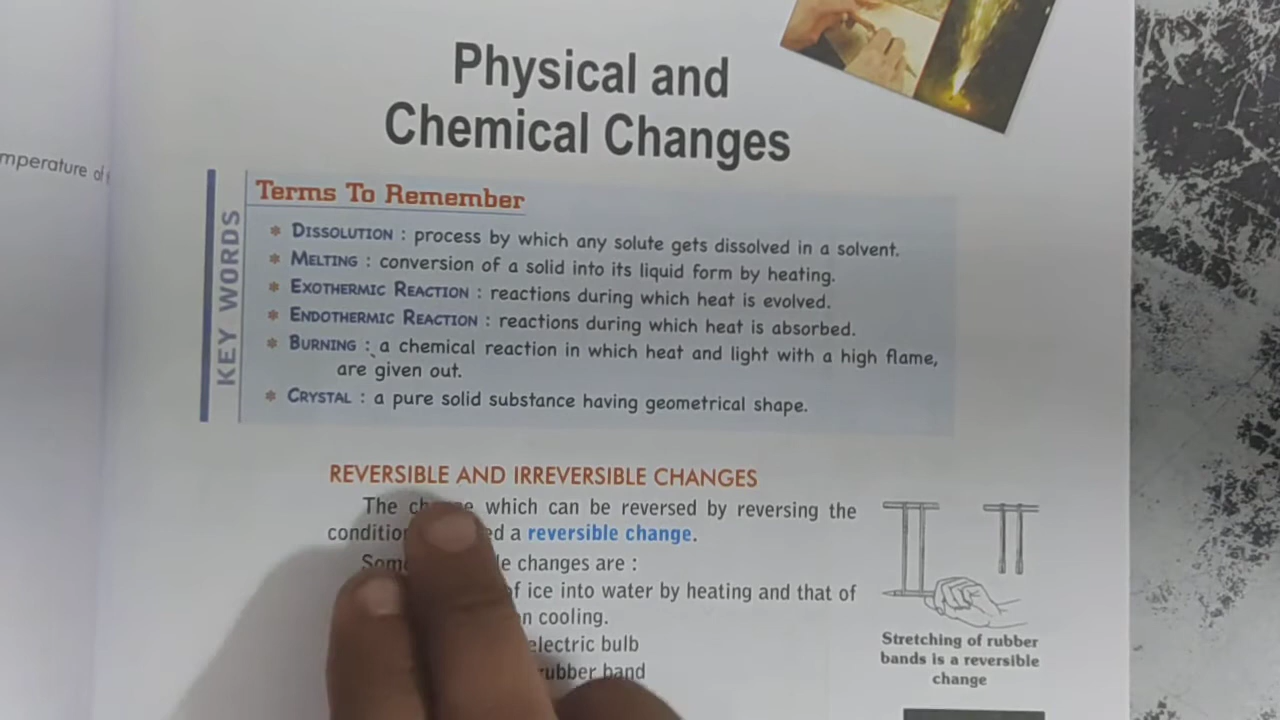 mperature of
Physical and
Chemical Changes
KEY WORDS
Terms To Remember
* DISSOLUTION : process by which any solute gets dissolved in a solvent.
* MELTING : conversion of a solid into its liquid form by heating.
* EXOTHERMIC REACTION : reactions during which heat is evolved.
* ENDOTHERMIC REACTION : reactions during which heat is absorbed.
* BURNING : a chemical reaction in which heat and light with a high flame,
are given out.
* CRYSTAL : a pure solid substance having geometrical shape.
REVERSIBLE AND IRREVERSIBLE CHANGES
The change which can be reversed by reversing the
condition ed a reversible change.
Some changes are :
of ice into water by heating and that of
on cooling.
electric bulb
rubber band
Stretching of rubber
bands is a reversible
change